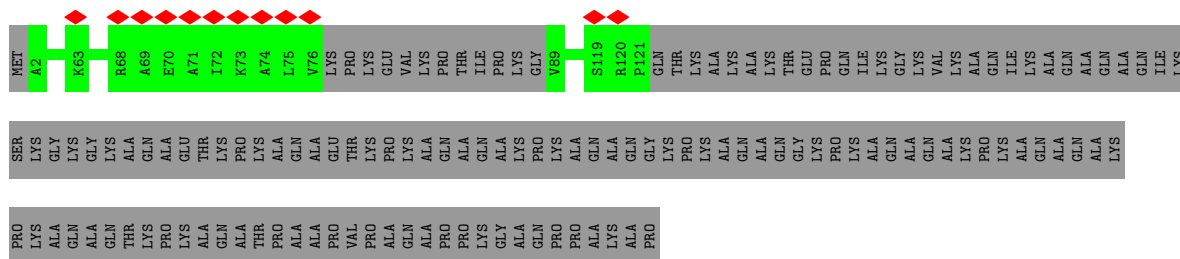 MET A2 K63 R68 A69 E70 A71 I72 K73 A74 L75 V76 LYS PRO LYS GLU VAL LYS PRO THR ILE PRO LYS GLY V89 S119 R120 P121 GLN THR LYS ALA LYS ALA LYS THR GLU PRO GLN ILE LYS GLY LYS VAL LYS ALA GLN ILE LYS ALA GLN ALA GLN ALA GLN ILE LYS
SER LYS GLY LYS GLY LYS ALA GLN ALA GLU THR LYS PRO LYS ALA GLN ALA GLU THR LYS PRO LYS ALA GLN ALA GLN ALA LYS PRO LYS ALA GLN ALA GLN GLY LYS PRO LYS ALA GLN ALA GLN GLY LYS PRO LYS ALA GLN ALA GLN ALA LYS PRO LYS ALA GLN ALA GLN ALA LYS
PRO LYS ALA GLN ALA GLN THR LYS PRO LYS ALA GLN ALA THR PRO ALA ALA PRO VAL PRO ALA GLN ALA PRO PRO LYS GLY ALA GLN PRO PRO ALA LYS ALA PRO